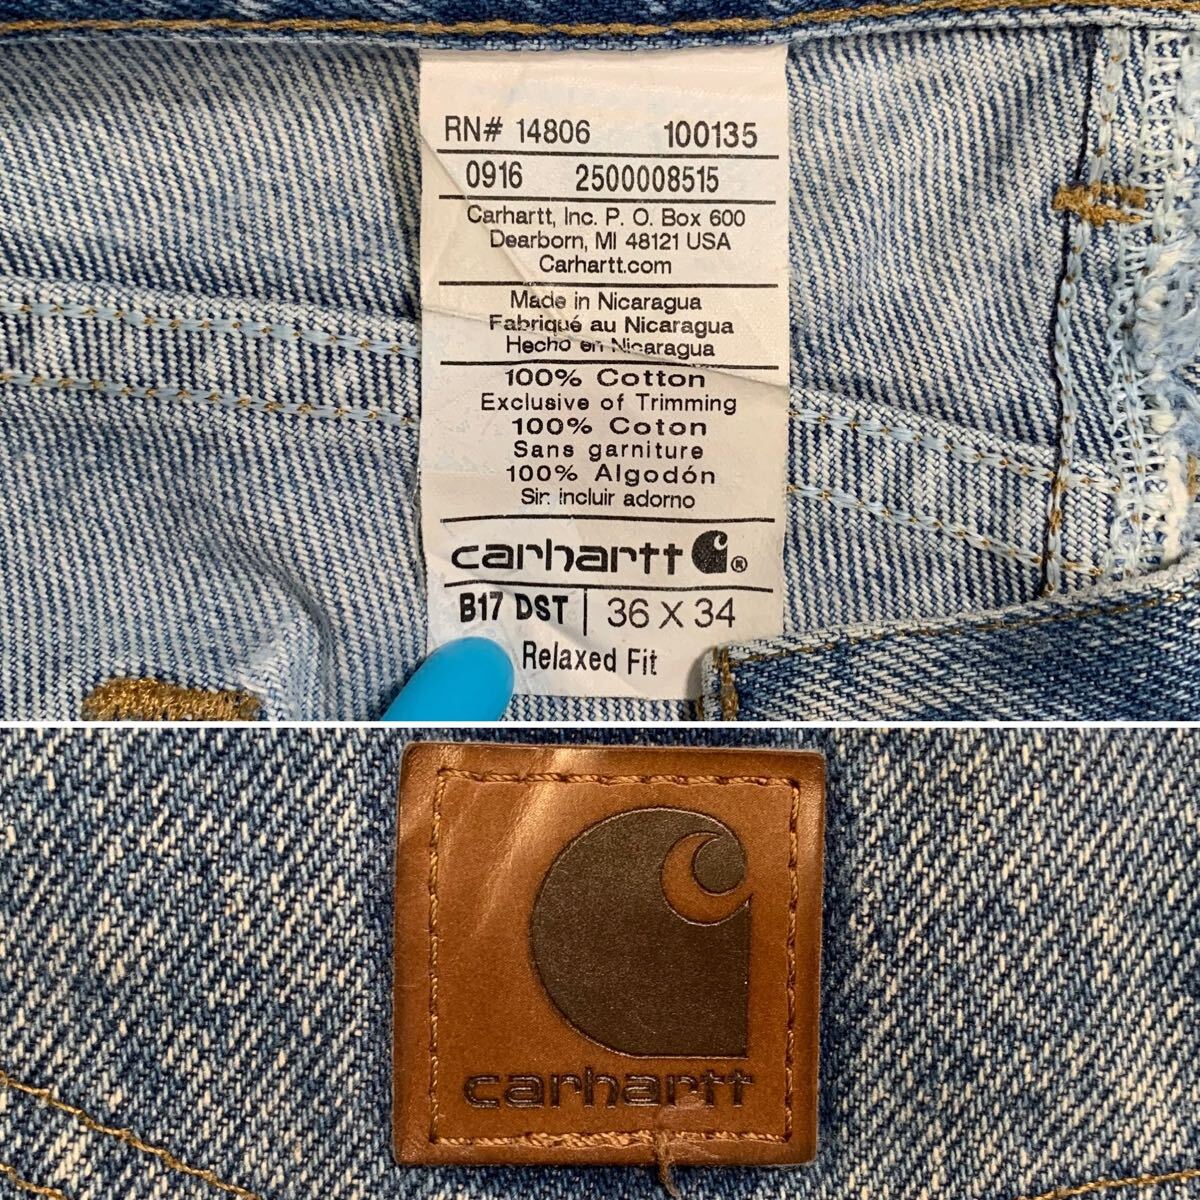 RN# 14806 100135
0916 2500008515
Carhartt, Inc. P. O. Box 600
Dearborn, MI 48121 USA
Carhartt.com
Made in Nicaragua
Fabriqué au Nicaragua
Hecho en Nicaragua
100% Cotton
Exclusive of Trimming
100% Coton
Sans garniture
100% Algodón
Sin incluir adorno
carhartt ®
B17 DST | 36 X 34
Relaxed Fit
carhartt